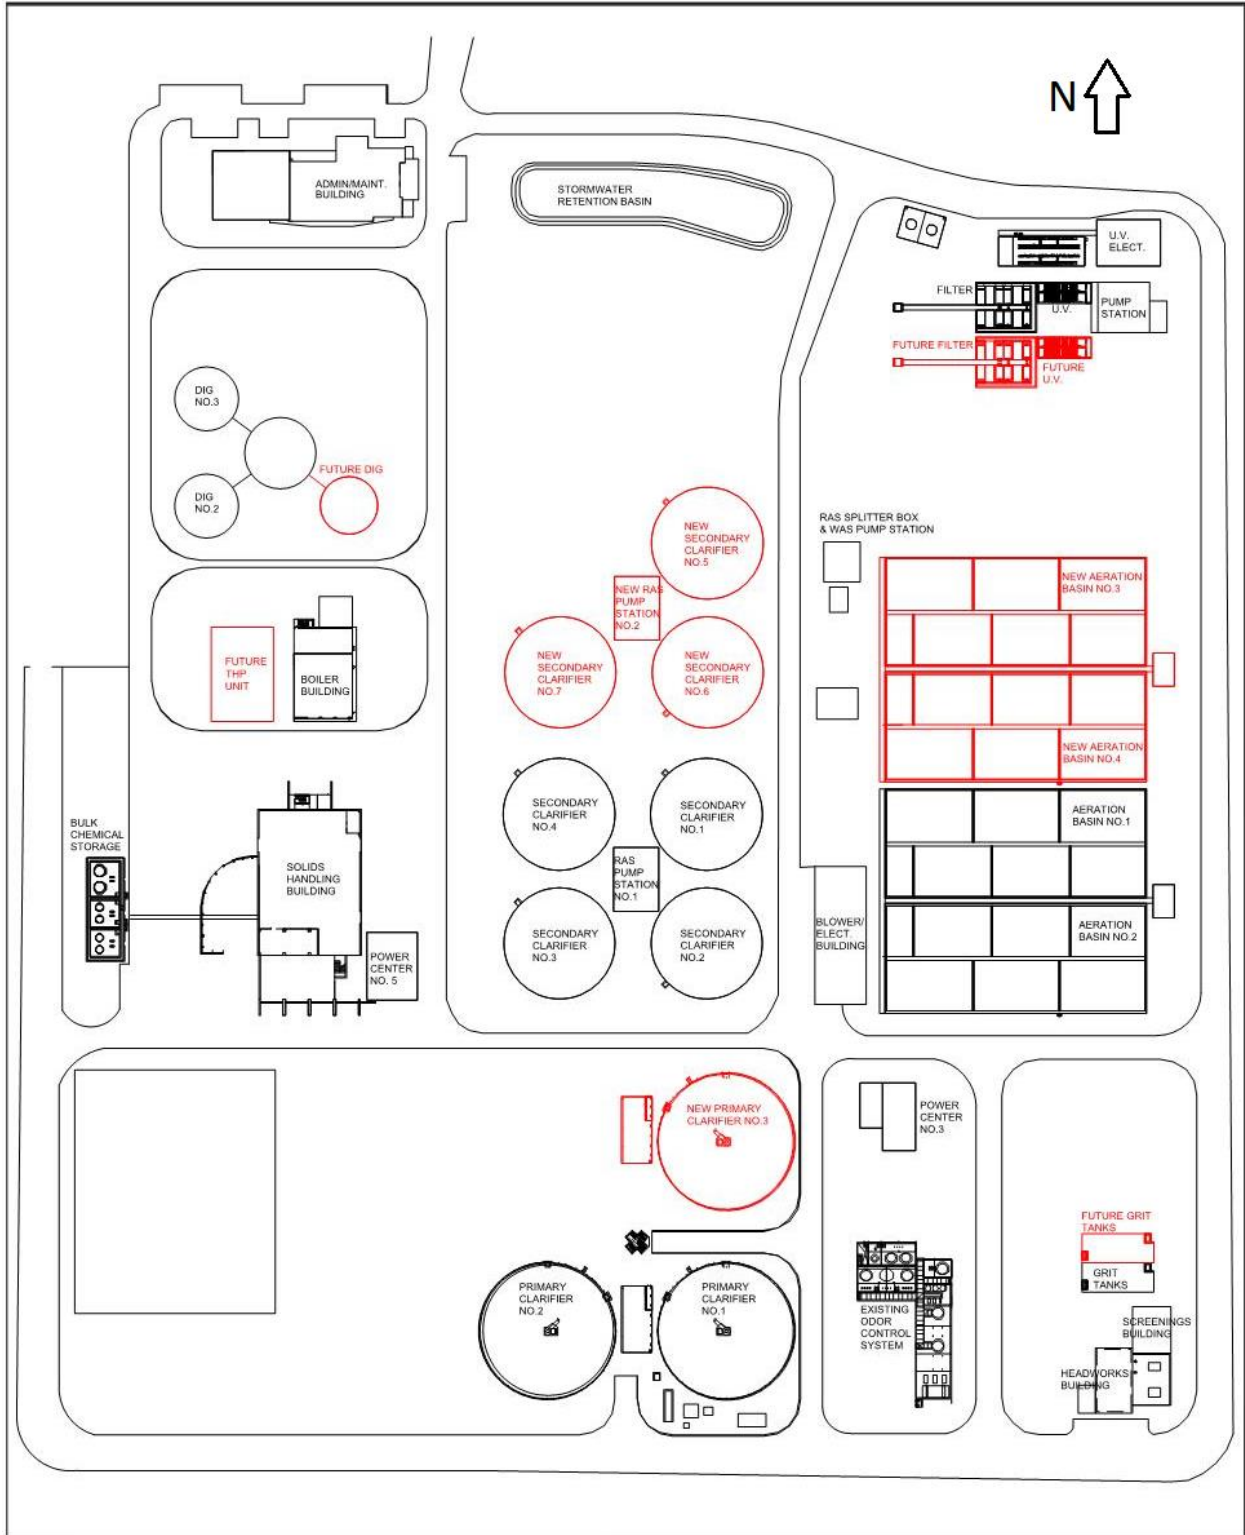 N
ADMIN/MAINT.
BUILDING
STORMWATER
RETENTION BASIN
U.V.
ELECT.
FILTER
U.V.
PUMP
STATION
FUTURE FILTER
FUTURE
U.V.
DIG
NO.3
FUTURE DIG
DIG
NO.2
NEW
SECONDARY
CLARIFIER
NO.5
RAS SPLITTER BOX
& WAS PUMP STATION
NEW RAS
PUMP
STATION
NO.2
NEW AERATION
BASIN NO.3
FUTURE
THP
UNIT
BOILER
BUILDING
NEW
SECONDARY
CLARIFIER
NO.7
NEW
SECONDARY
CLARIFIER
NO.6
NEW AERATION
BASIN NO.4
BULK
CHEMICAL
STORAGE
SOLIDS
HANDLING
BUILDING
SECONDARY
CLARIFIER
NO.4
SECONDARY
CLARIFIER
NO.1
AERATION
BASIN NO.1
RAS
PUMP
STATION
NO.1
POWER
CENTER
NO. 5
SECONDARY
CLARIFIER
NO.3
SECONDARY
CLARIFIER
NO.2
BLOWER/
ELECT.
BUILDING
AERATION
BASIN NO.2
NEW PRIMARY
CLARIFIER NO.3
POWER
CENTER
NO.3
FUTURE GRIT
TANKS
GRIT
TANKS
PRIMARY
CLARIFIER
NO.2
PRIMARY
CLARIFIER
NO.1
EXISTING
ODOR
CONTROL
SYSTEM
SCREENINGS
BUILDING
HEADWORKS
BUILDING